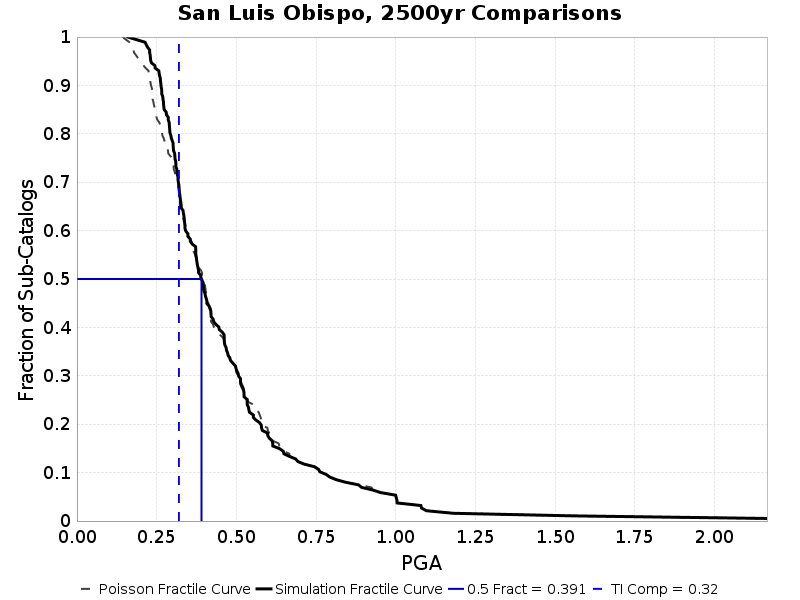 San Luis Obispo, 2500yr Comparisons
Fraction of Sub-Catalogs
1
0.9
0.8
0.7
0.6
0.5
0.4
0.3
0.2
0.1
0
0.00 0.25 0.50 0.75 1.00 1.25 1.50 1.75 2.00
PGA
Poisson Fractile Curve Simulation Fractile Curve 0.5 Fract = 0.391 TI Comp = 0.32